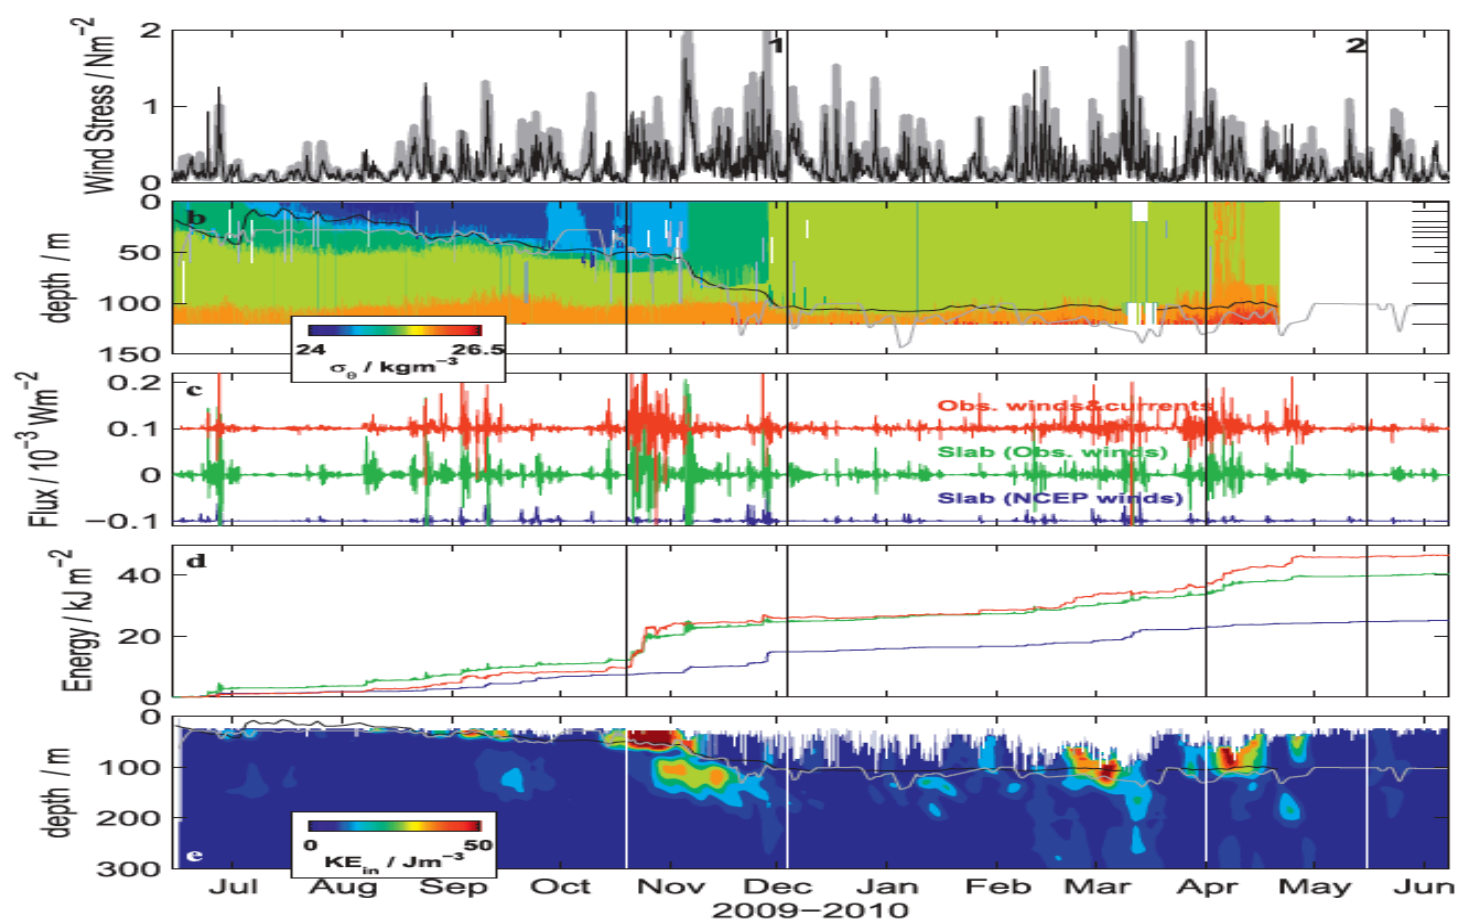 2
1
0
Wind Stress / Nm⁻²
1
2
b
0
50
100
150
depth / m
24
26.5
σ_θ / kgm⁻³
c
0.2
0.1
0
−0.1
Flux / 10⁻³ Wm⁻²
Obs. winds&currents
Slab (Obs. winds)
Slab (NCEP winds)
d
40
20
0
Energy / kJ m⁻²
0
100
200
300
depth / m
0
50
KE_in / Jm⁻³
e
Jul Aug Sep Oct Nov Dec Jan Feb Mar Apr May Jun
2009−2010